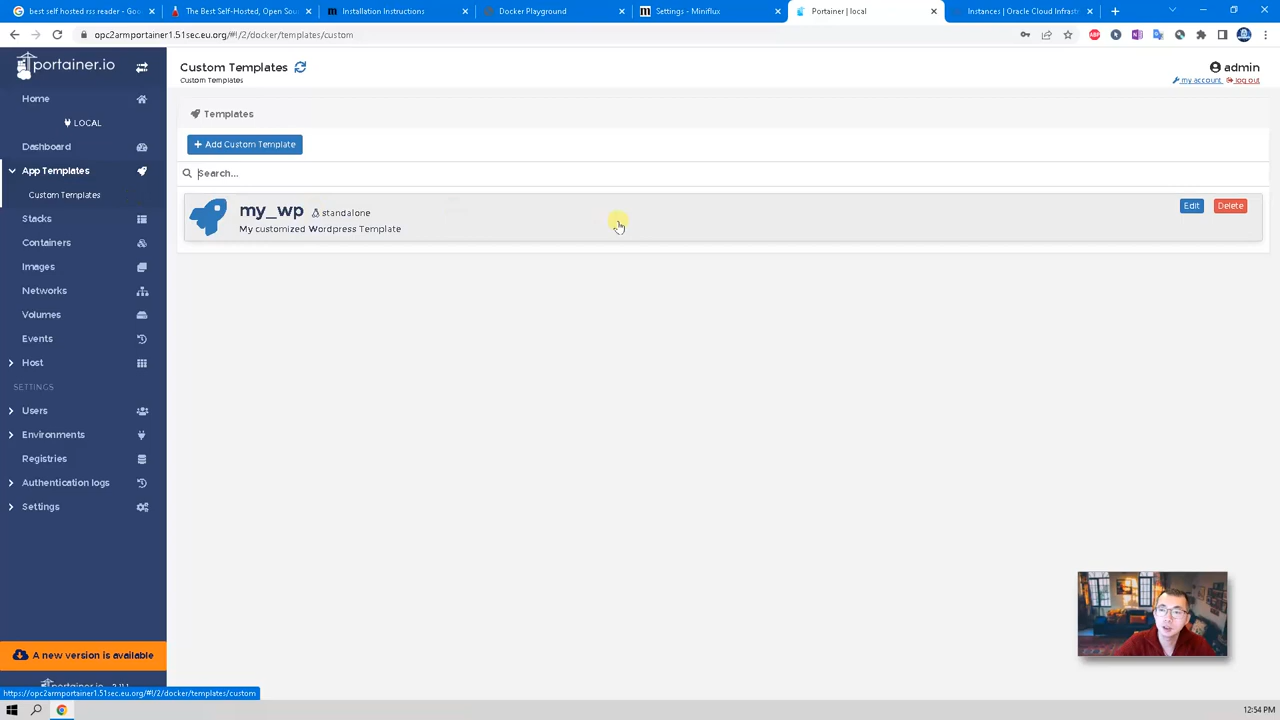 best self hosted rss reader - Goo
The Best Self-Hosted, Open Sou
Installation Instructions
Docker Playground
Settings - Miniflux
Portainer | local
Instances | Oracle Cloud Infrastr
opc2armportainer1.51sec.eu.org/#!/2/docker/templates/custom
portainer.io
Custom Templates
Custom Templates
admin
my account
log out
Home
LOCAL
Dashboard
App Templates
Custom Templates
Stacks
Containers
Images
Networks
Volumes
Events
Host
SETTINGS
Users
Environments
Registries
Authentication logs
Settings
A new version is available
Templates
+ Add Custom Template
Search...
my_wp standalone
My customized Wordpress Template
Edit
Delete
https://opc2armportainer1.51sec.eu.org/#!/2/docker/templates/custom
12:54 PM